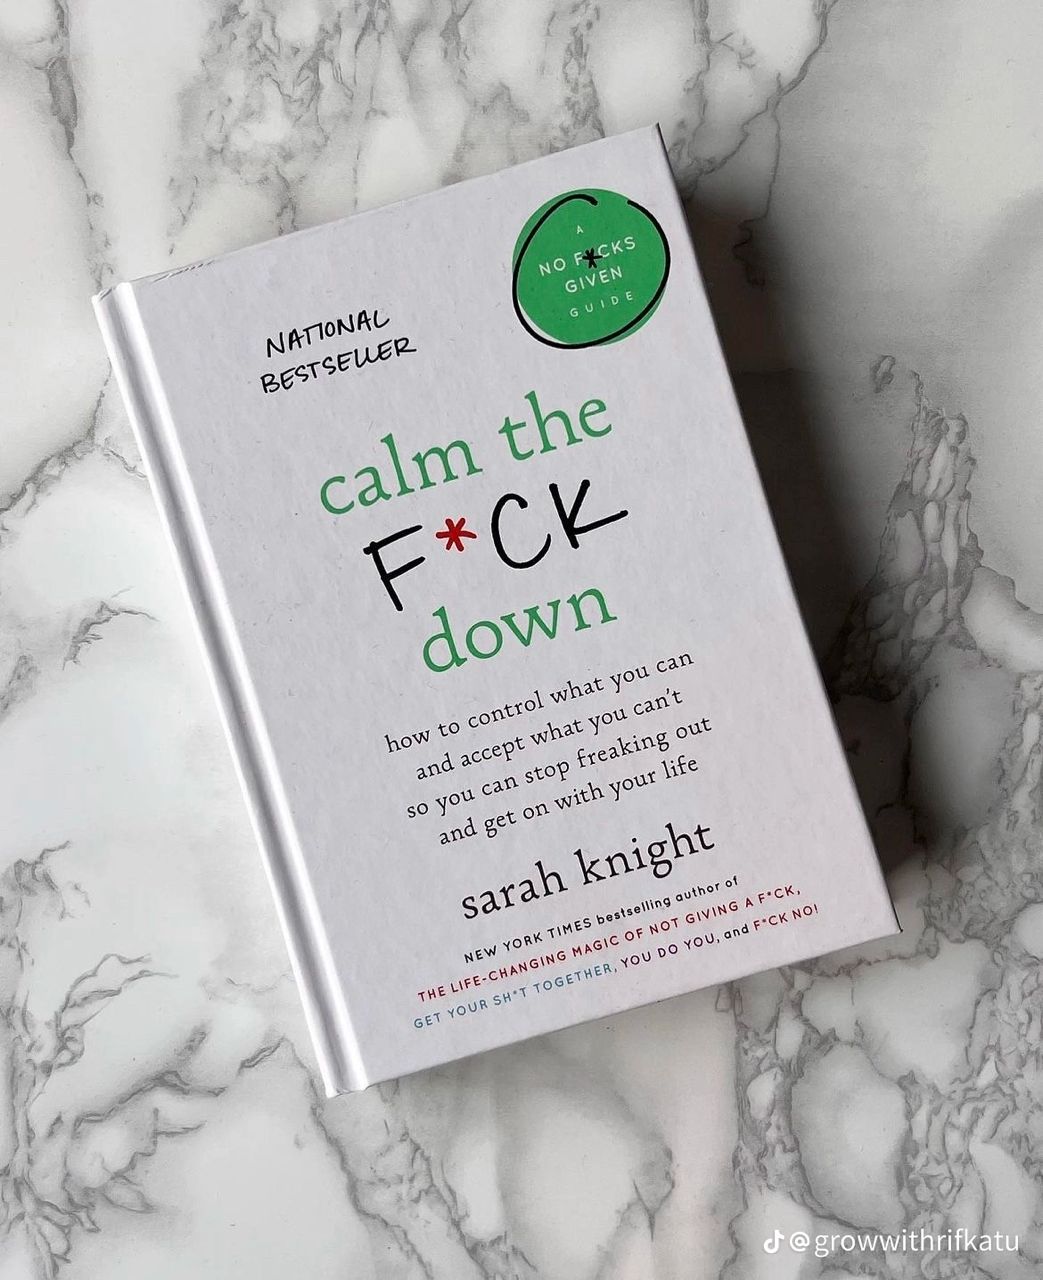 A
NO F*CKS
GIVEN
GUIDE
NATIONAL
BESTSELLER
calm the
F*CK
down
how to control what you can
and accept what you can't
so you can stop freaking out
and get on with your life
sarah knight
NEW YORK TIMES bestselling author of
THE LIFE-CHANGING MAGIC OF NOT GIVING A F*CK,
GET YOUR SH*T TOGETHER, YOU DO YOU, and F*CK NO!
@growwithrifkatu